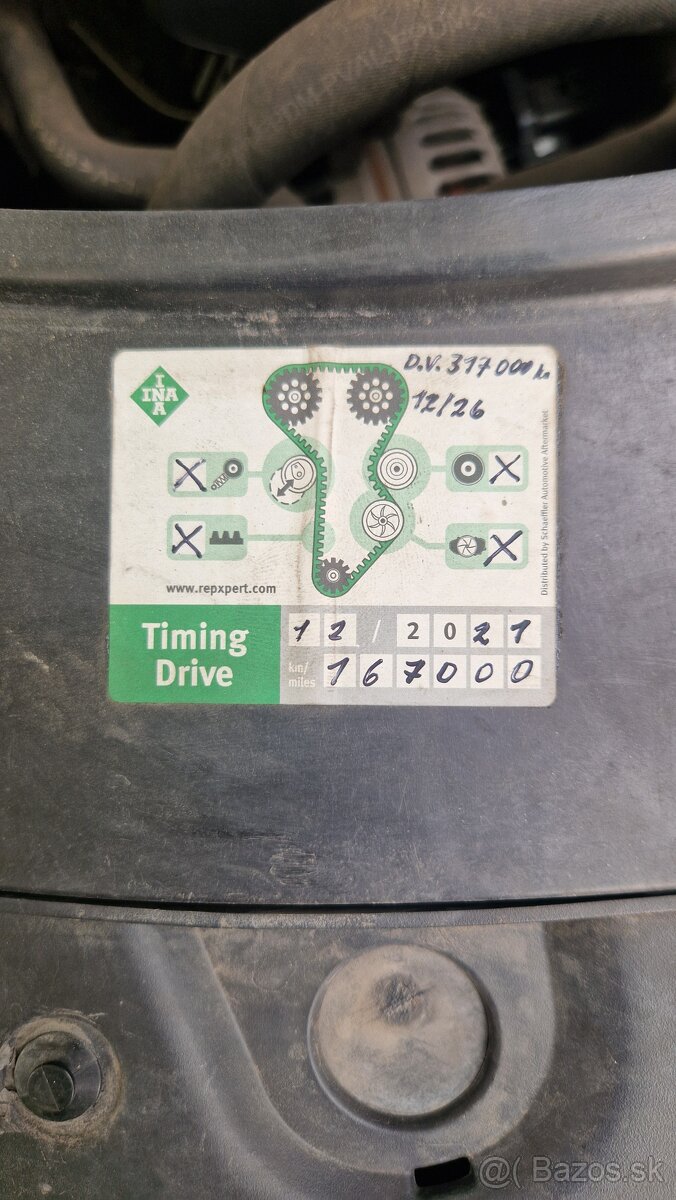 D.V. 317 000 km
12/26
I
INA
A
www.repxpert.com
Distributed by Schaeffler Automotive Aftermarket
Timing
Drive
12/2021
km/
miles
167000
@( Bazos.sk